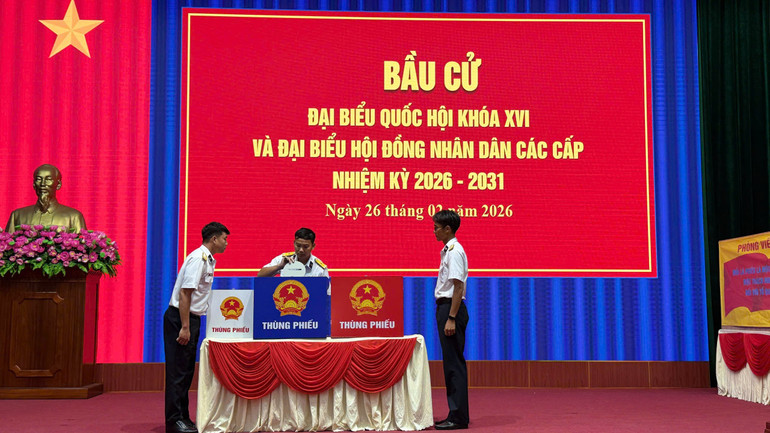 BẦU CỬ
ĐẠI BIỂU QUỐC HỘI KHÓA XVI
VÀ ĐẠI BIỂU HỘI ĐỒNG NHÂN DÂN CÁC CẤP
NHIỆM KỲ 2026 - 2031
Ngày 26 tháng 02 năm 2026
THÙNG PHIẾU
THÙNG PHIẾU
THÙNG PHIẾU
PHÒNG